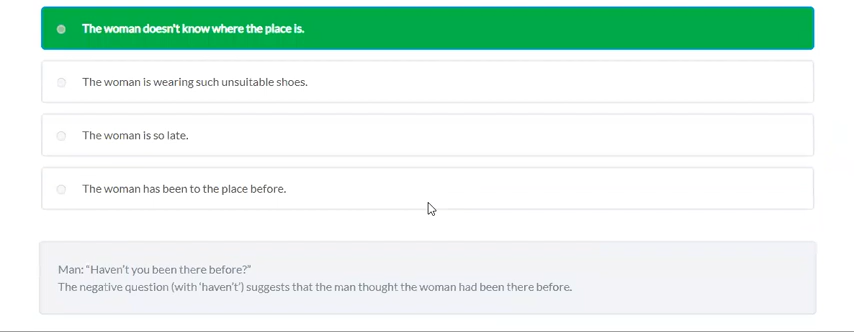 The woman doesn't know where the place is.
The woman is wearing such unsuitable shoes.
The woman is so late.
The woman has been to the place before.
Man: "Haven't you been there before?"
The negative question (with 'haven't') suggests that the man thought the woman had been there before.